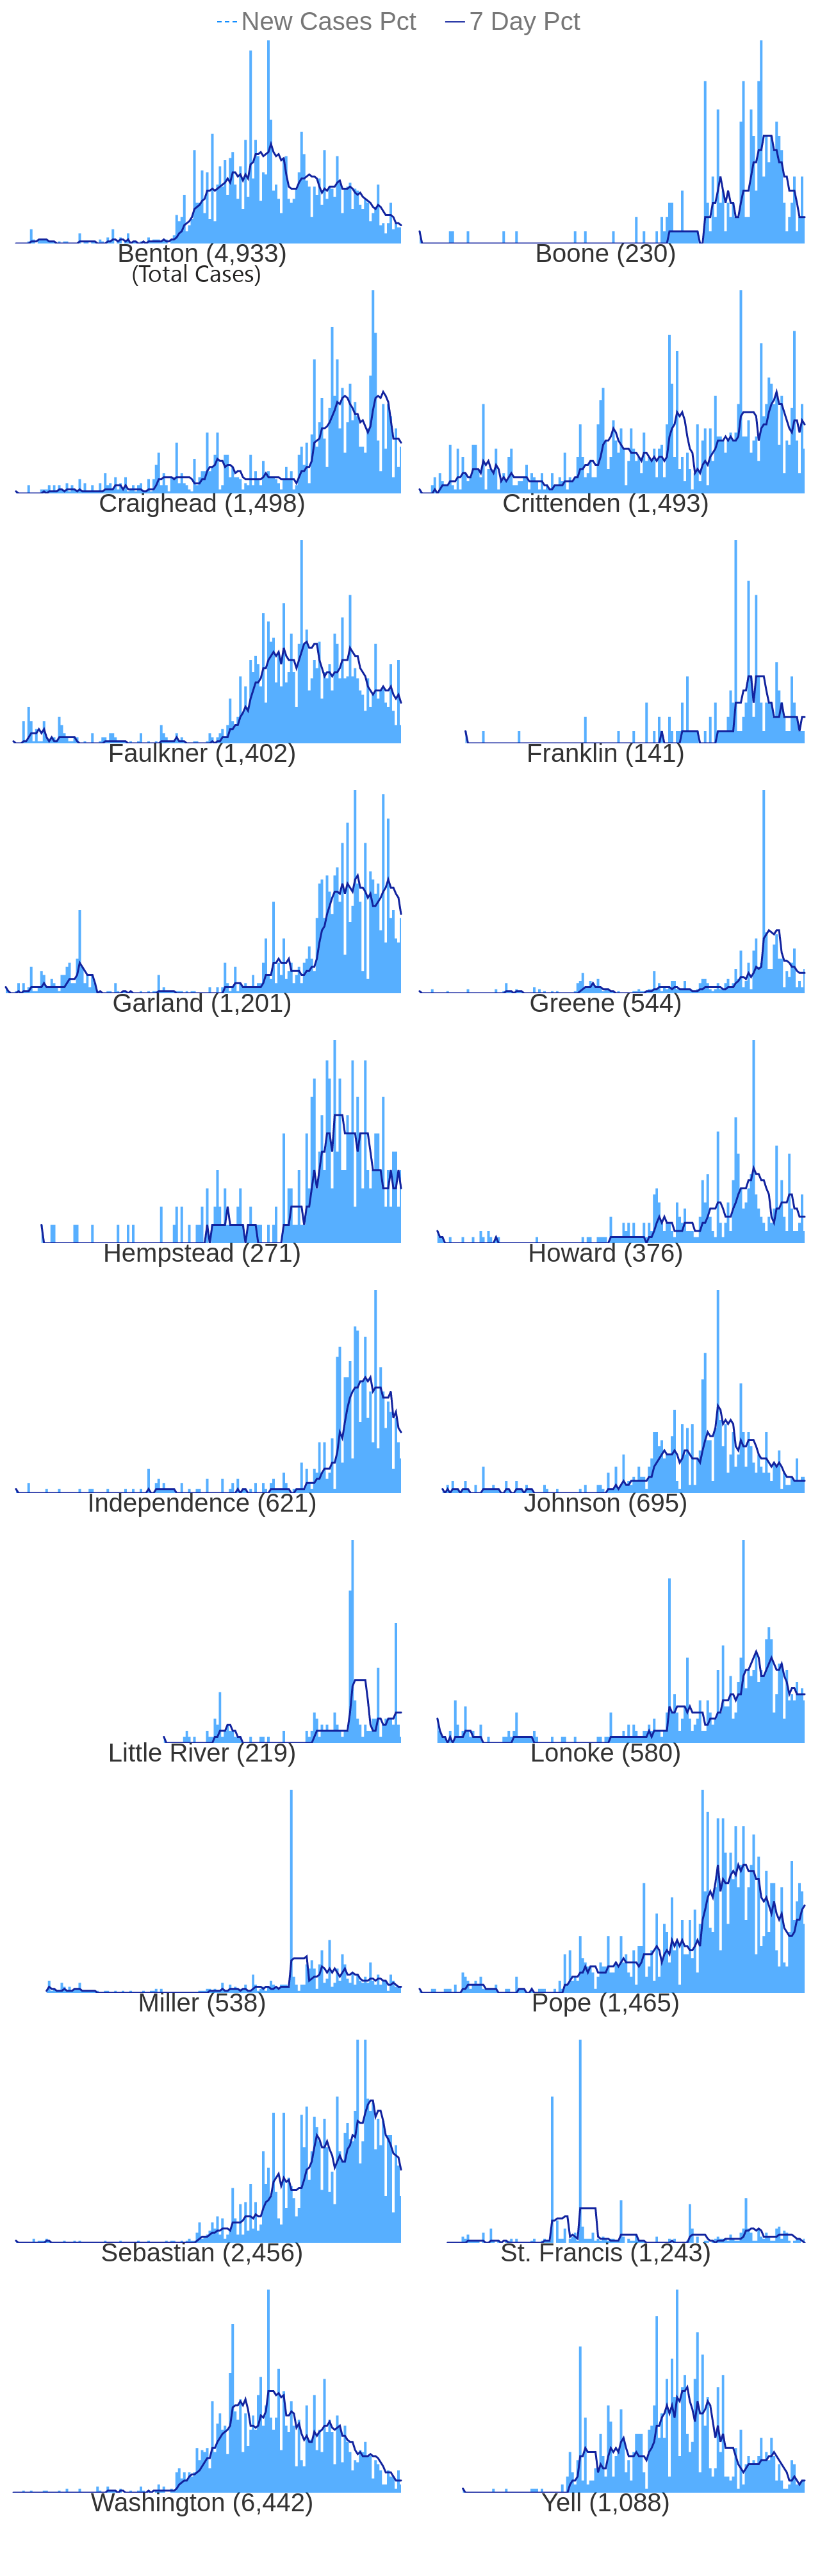 New Cases Pct 7 Day Pct
Benton (4,933) Boone (230)
(Total Cases)
Craighead (1,498) Crittenden (1,493)
Faulkner (1,402) Franklin (141)
Garland (1,201) Greene (544)
Hempstead (271) Howard (376)
Independence (621) Johnson (695)
Little River (219) Lonoke (580)
Miller (538) Pope (1,465)
Sebastian (2,456) St. Francis (1,243)
Washington (6,442) Yell (1,088)